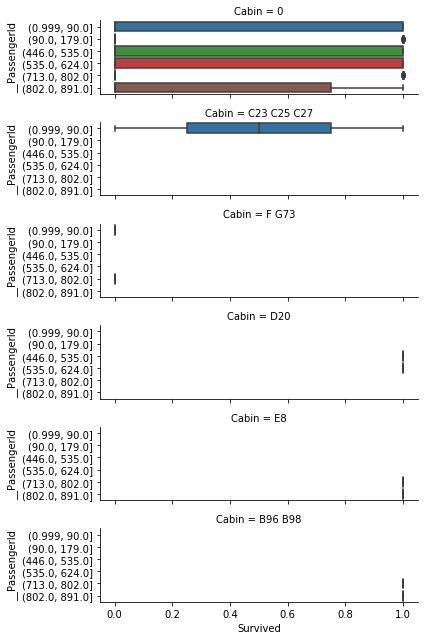 Cabin = 0
PassengerId
(0.999, 90.0]
(90.0, 179.0]
(446.0, 535.0]
(535.0, 624.0]
(713.0, 802.0]
(802.0, 891.0]
Cabin = C23 C25 C27
PassengerId
(0.999, 90.0]
(90.0, 179.0]
(446.0, 535.0]
(535.0, 624.0]
(713.0, 802.0]
(802.0, 891.0]
Cabin = F G73
PassengerId
(0.999, 90.0]
(90.0, 179.0]
(446.0, 535.0]
(535.0, 624.0]
(713.0, 802.0]
(802.0, 891.0]
Cabin = D20
PassengerId
(0.999, 90.0]
(90.0, 179.0]
(446.0, 535.0]
(535.0, 624.0]
(713.0, 802.0]
(802.0, 891.0]
Cabin = E8
PassengerId
(0.999, 90.0]
(90.0, 179.0]
(446.0, 535.0]
(535.0, 624.0]
(713.0, 802.0]
(802.0, 891.0]
Cabin = B96 B98
PassengerId
(0.999, 90.0]
(90.0, 179.0]
(446.0, 535.0]
(535.0, 624.0]
(713.0, 802.0]
(802.0, 891.0]
0.0 0.2 0.4 0.6 0.8 1.0
Survived